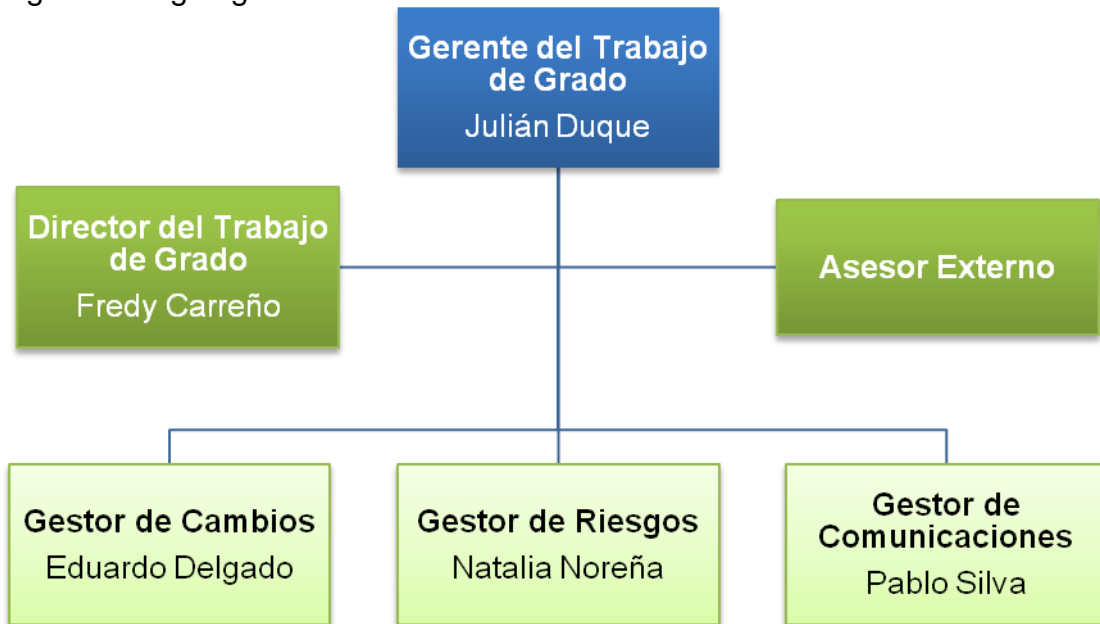 Gerente del Trabajo
de Grado
Julián Duque
Director del Trabajo
de Grado
Fredy Carreño
Asesor Externo
Gestor de Cambios
Eduardo Delgado
Gestor de Riesgos
Natalia Noreña
Gestor de
Comunicaciones
Pablo Silva